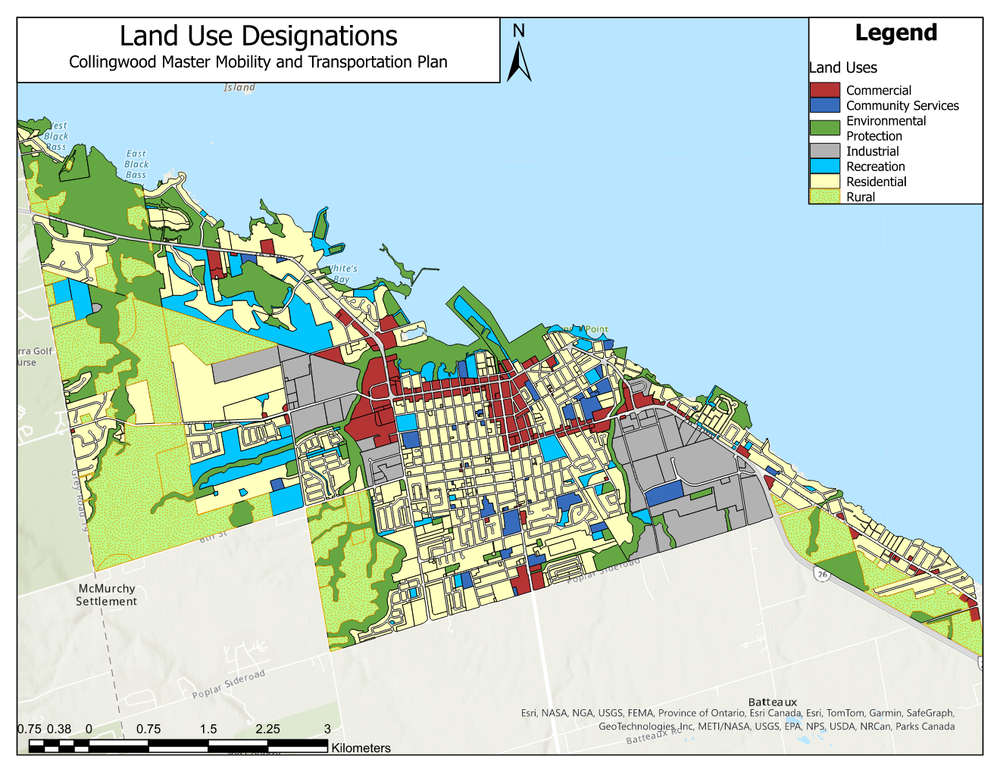 Land Use Designations
Collingwood Master Mobility and Transportation Plan
N
Legend
Land Uses
Commercial
Community Services
Environmental
Protection
Industrial
Recreation
Residential
Rural
Island
West
Black
Bass
East
Black
Bass
White's
Bay
Point
rra Golf
urse
Grey Road 19
6th St
McMurchy
Settlement
Poplar Sideroad
26
Poplar Sideroad
Batteaux
Batteaux Rd
Esri, NASA, NGA, USGS, FEMA, Province of Ontario, Esri Canada, Esri, TomTom, Garmin, SafeGraph,
GeoTechnologies, Inc, METI/NASA, USGS, EPA, NPS, USDA, NRCan, Parks Canada
0.75 0.38 0 0.75 1.5 2.25 3
Kilometers